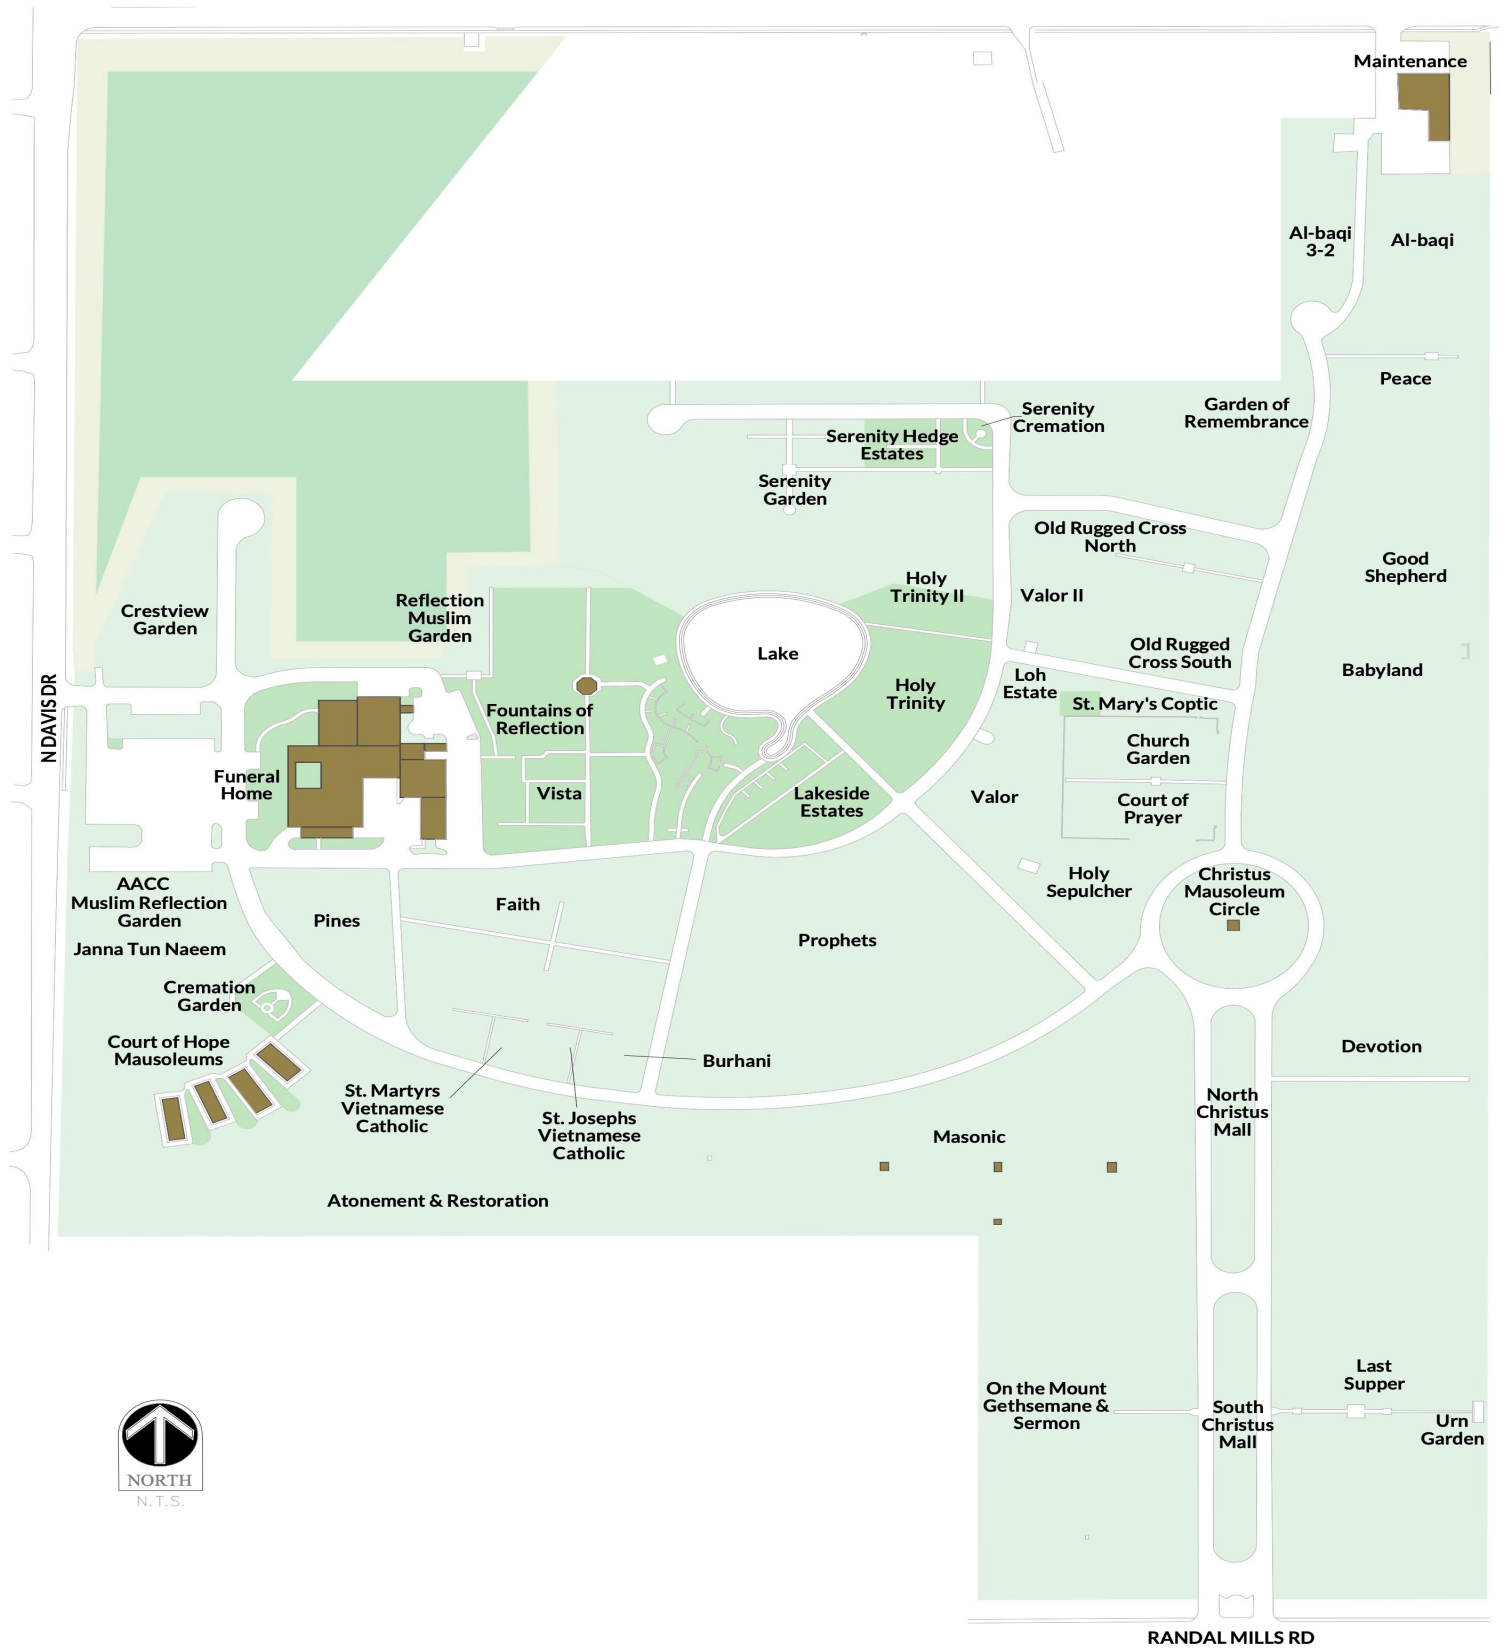 Maintenance
Al-baqi
3-2
Al-baqi
Peace
Serenity
Cremation
Garden of
Remembrance
Serenity Hedge
Estates
Serenity
Garden
Old Rugged Cross
North
Good
Shepherd
Holy
Trinity II
Valor II
Reflection
Muslim
Garden
Crestview
Garden
Lake
Old Rugged
Cross South
Babyland
Loh
Estate
Holy
Trinity
St. Mary's Coptic
N DAVIS DR
Fountains of
Reflection
Church
Garden
Funeral
Home
Vista
Lakeside
Estates
Valor
Court of
Prayer
Holy
Sepulcher
Christus
Mausoleum
Circle
AACC
Muslim Reflection
Garden
Pines
Faith
Prophets
Janna Tun Naeem
Cremation
Garden
Court of Hope
Mausoleums
Burhani
Devotion
St. Martyrs
Vietnamese
Catholic
St. Josephs
Vietnamese
Catholic
North
Christus
Mall
Masonic
Atonement & Restoration
On the Mount
Gethsemane &
Sermon
South
Christus
Mall
Last
Supper
Urn
Garden
NORTH
N.T.S.
RANDAL MILLS RD